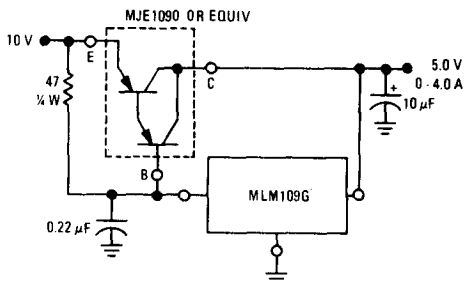 MJE1090 OR EQUIV
10 V
E
C
5.0 V
0 - 4.0 A
47
¼ W
+
10 µF
B
MLM109G
0.22 µF